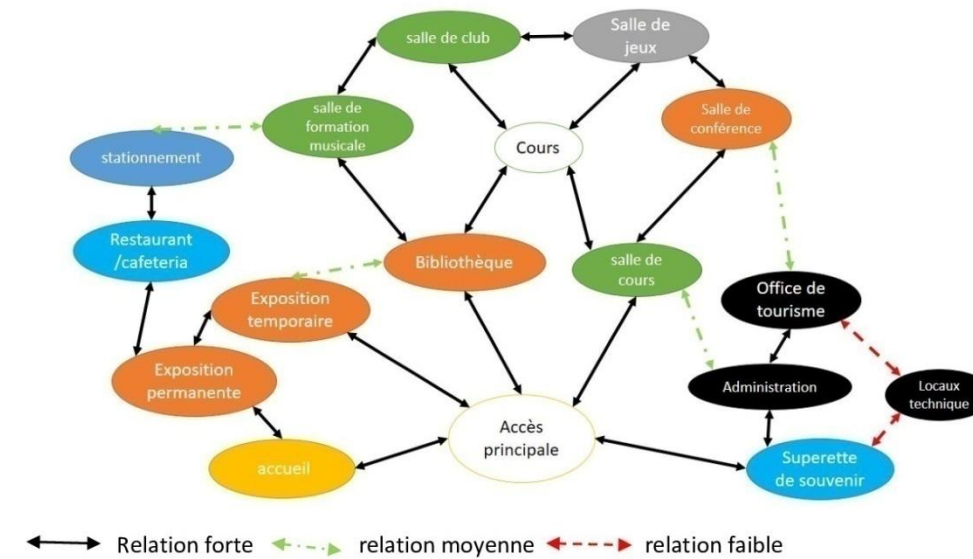 salle de club
Salle de
jeux
salle de
formation
musicale
Salle de
conférence
Cours
stationnement
Restaurant
/cafeteria
Bibliothèque
salle de
cours
Exposition
temporaire
Office de
tourisme
Exposition
permanente
Administration
Locaux
technique
Accès
principale
accueil
Superette
de souvenir
Relation forte
relation moyenne
relation faible